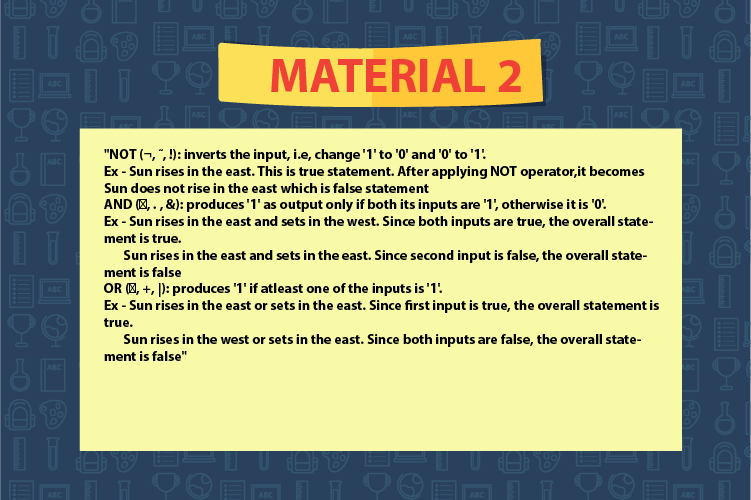 MATERIAL 2
"NOT (¬, ˜, !): inverts the input, i.e, change '1' to '0' and '0' to '1'.
Ex - Sun rises in the east. This is true statement. After applying NOT operator,it becomes
Sun does not rise in the east which is false statement
AND (, . , &): produces '1' as output only if both its inputs are '1', otherwise it is '0'.
Ex - Sun rises in the east and sets in the west. Since both inputs are true, the overall state-
ment is true.
Sun rises in the east and sets in the east. Since second input is false, the overall state-
ment is false
OR (, +, |): produces '1' if atleast one of the inputs is '1'.
Ex - Sun rises in the east or sets in the east. Since first input is true, the overall statement is
true.
Sun rises in the west or sets in the east. Since both inputs are false, the overall state-
ment is false"